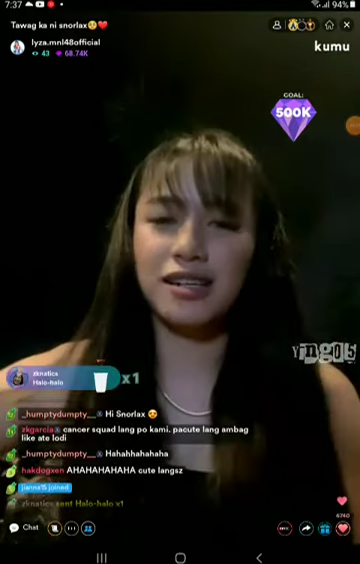 7:37
94%
Tawag ka ni snorlax🥺❤️
lyza.mnl48official
43 68.74K
kumu
GOAL:
500K
Yng05
zknatics
Halo-halo
x1
_humptydumpty__ Hi Snorlax 😍
zkgarcia cancer squad lang po kami. pacute lang ambag
like ate lodi
_humptydumpty__ Hahahhahahaha
hakdogxen AHAHAHAHAHA cute langsz
jianna15 joined
zknatics sent Halo-halo x1
6740
Chat